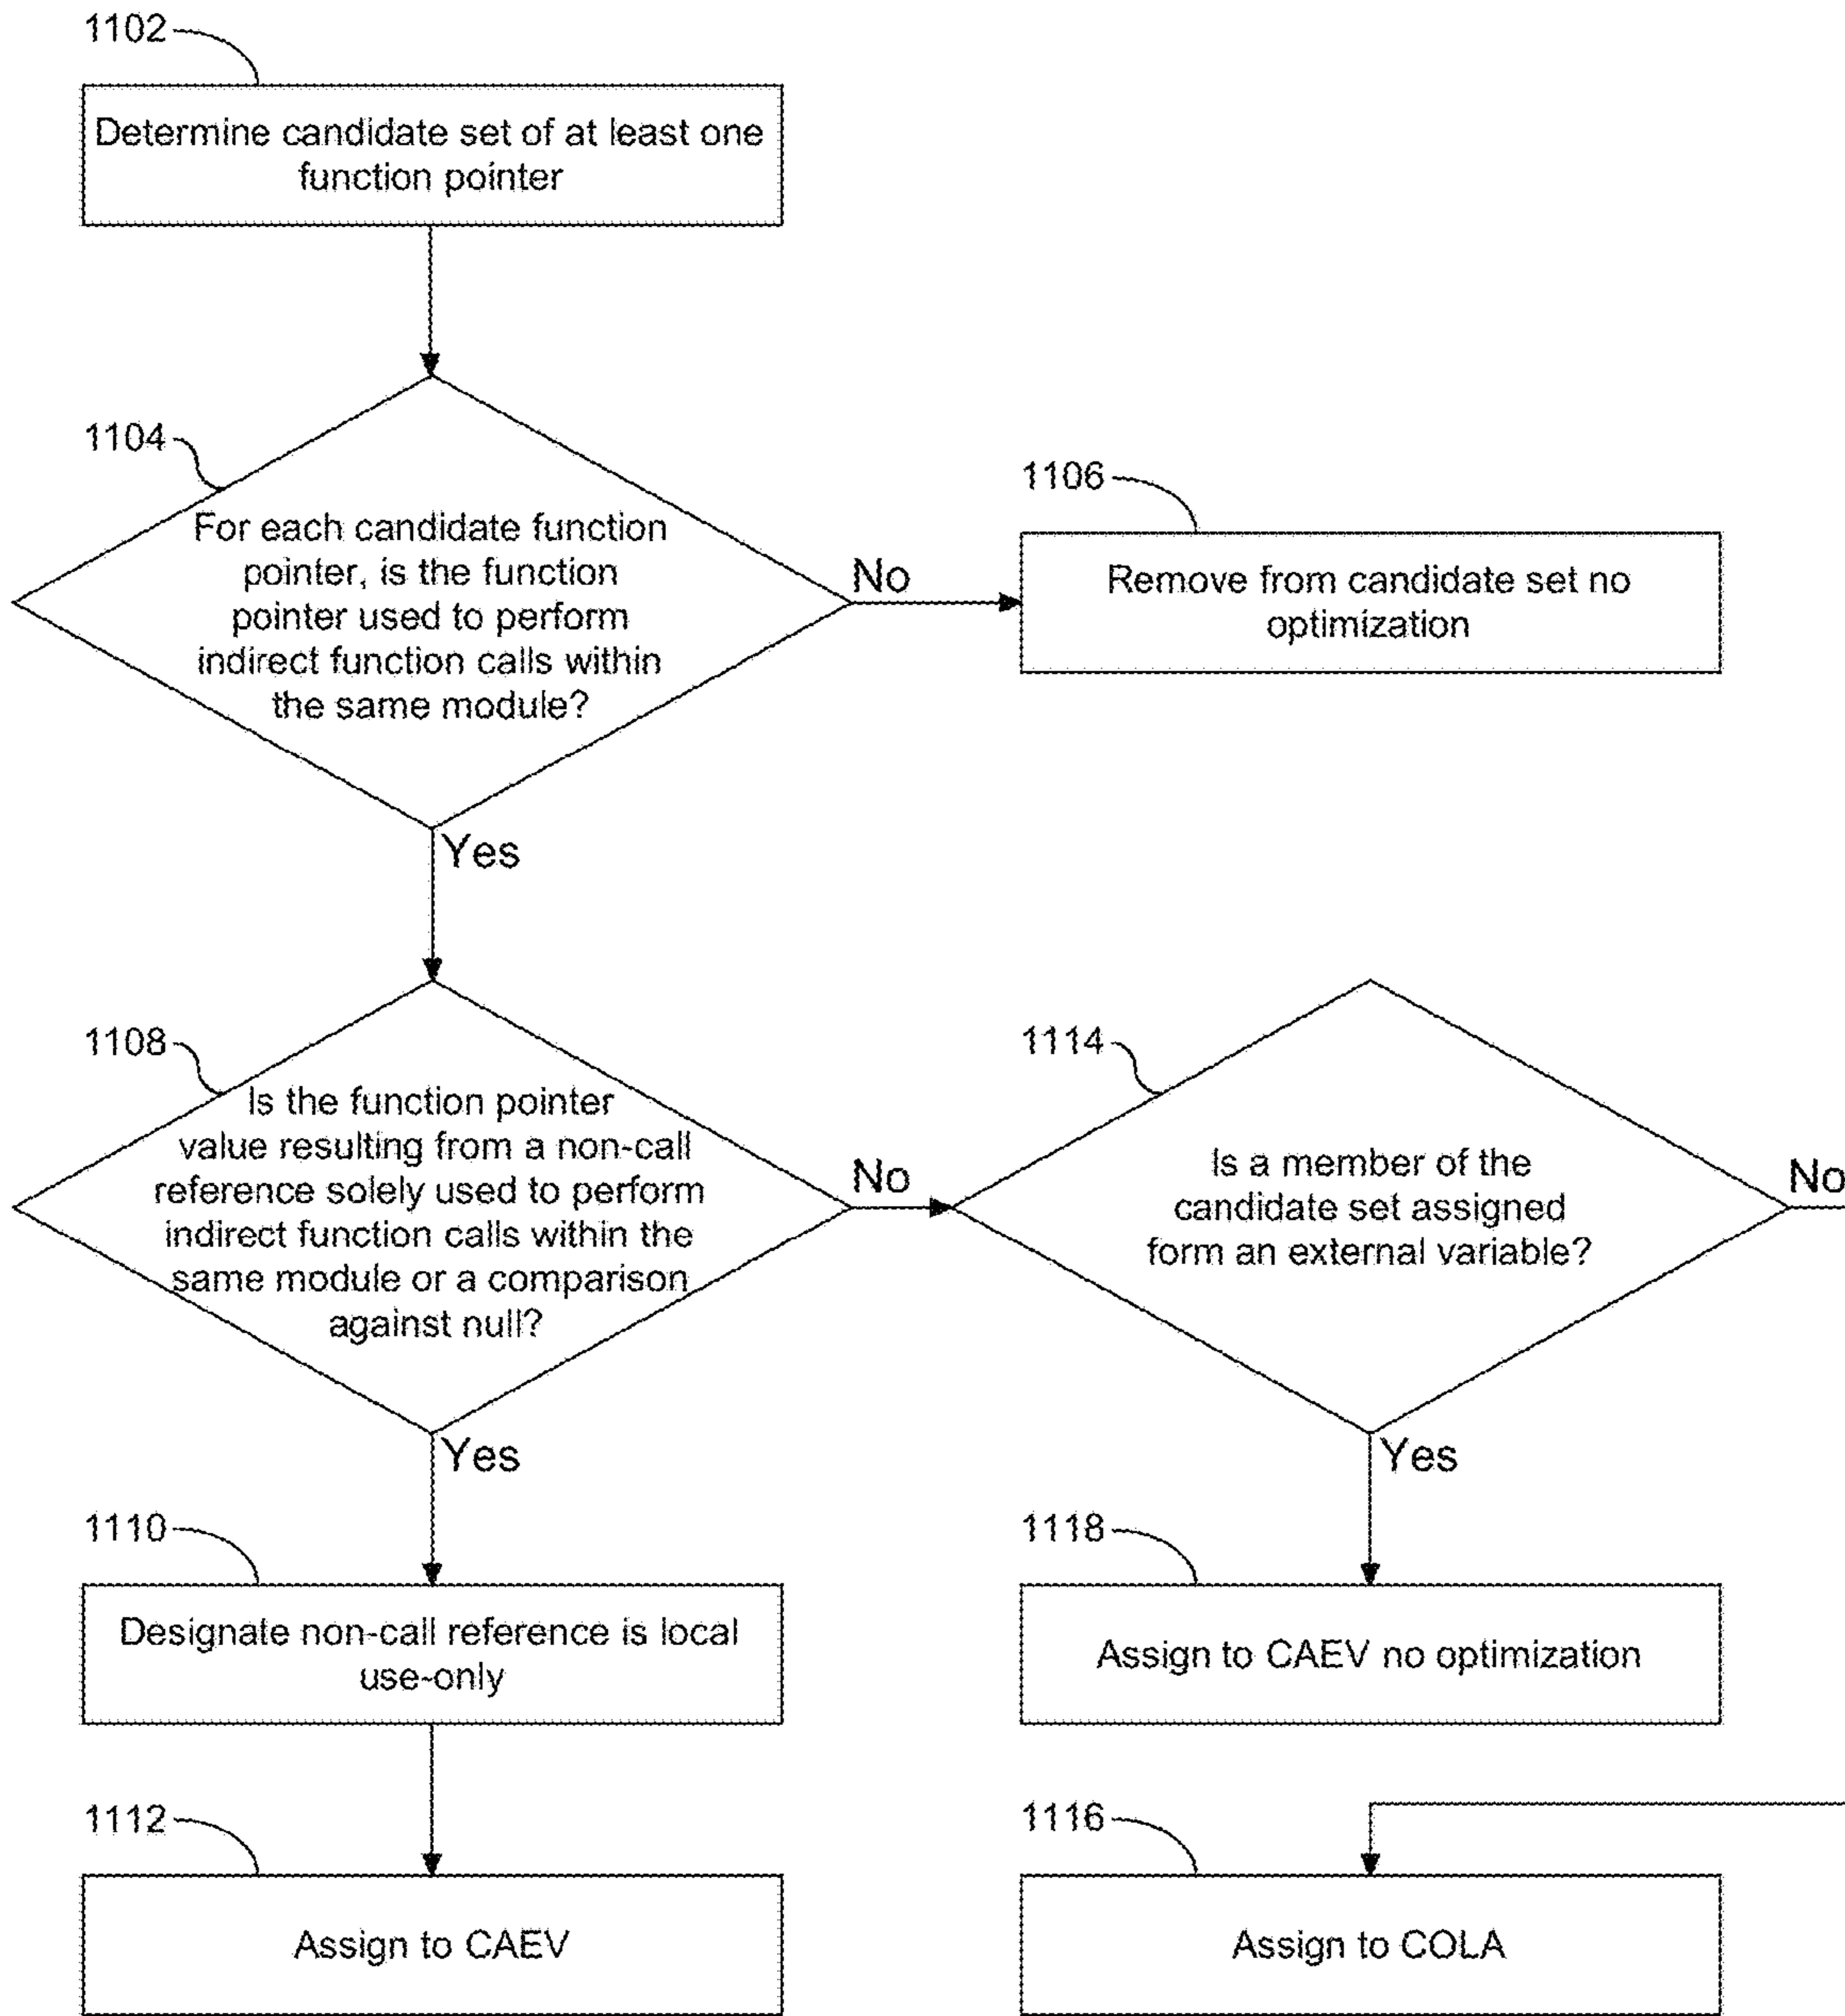 1102
Determine candidate set of at least one
function pointer
1104
For each candidate function
pointer, is the function
pointer used to perform
indirect function calls within
the same module?
No
1106
Remove from candidate set no
optimization
Yes
1108
Is the function pointer
value resulting from a non-call
reference solely used to perform
indirect function calls within the
same module or a comparison
against null?
No
1114
Is a member of the
candidate set assigned
form an external variable?
No
Yes
Yes
1110
Designate non-call reference is local
use-only
1118
Assign to CAEV no optimization
1112
Assign to CAEV
1116
Assign to COLA